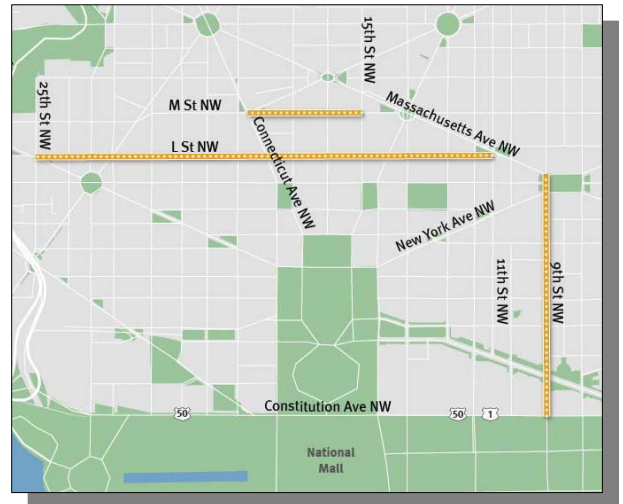 15th St NW
25th St NW
M St NW
Massachusetts Ave NW
L St NW
Connecticut Ave NW
New York Ave NW
11th St NW
9th St NW
Constitution Ave NW
50
50
1
National
Mall